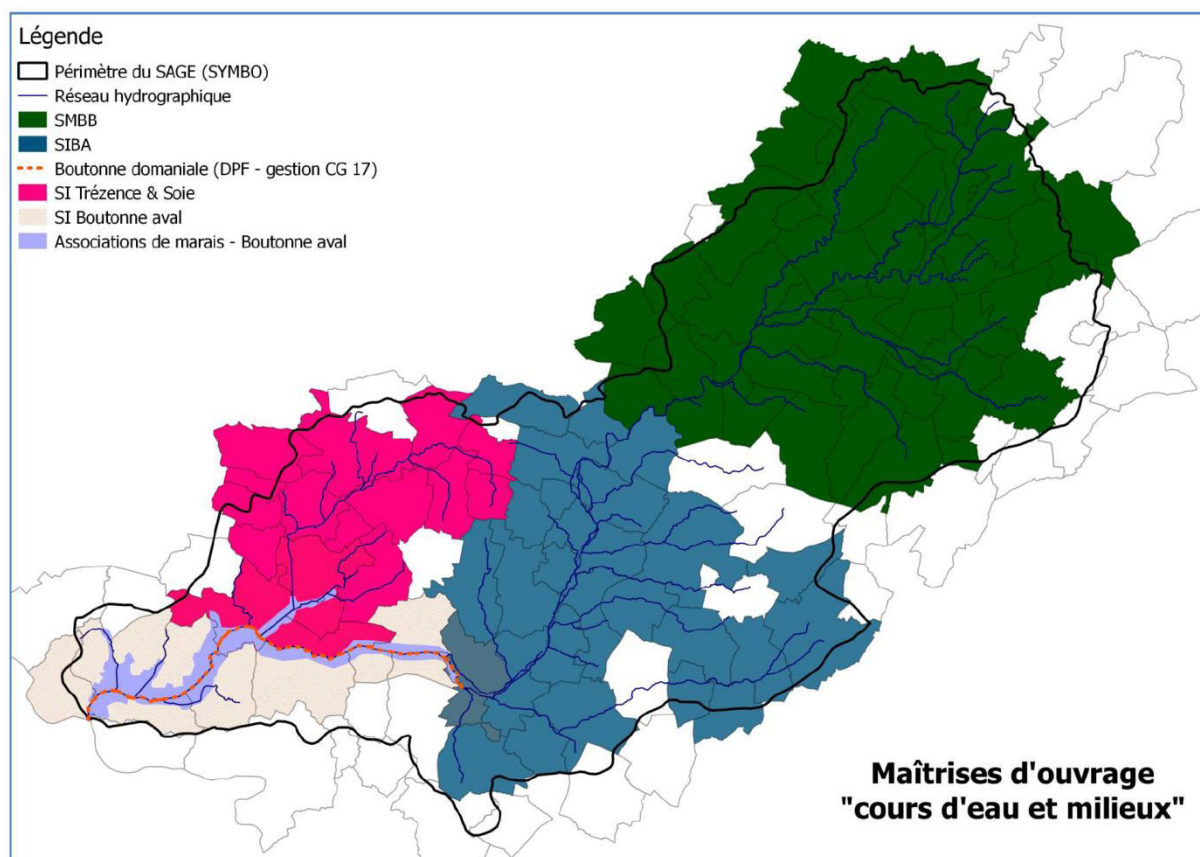 Légende
Périmètre du SAGE (SYMBO)
Réseau hydrographique
SMBB
SIBA
Boutonne domaniale (DPF - gestion CG 17)
SI Trézence & Soie
SI Boutonne aval
Associations de marais - Boutonne aval
Maîtrises d'ouvrage
"cours d'eau et milieux"